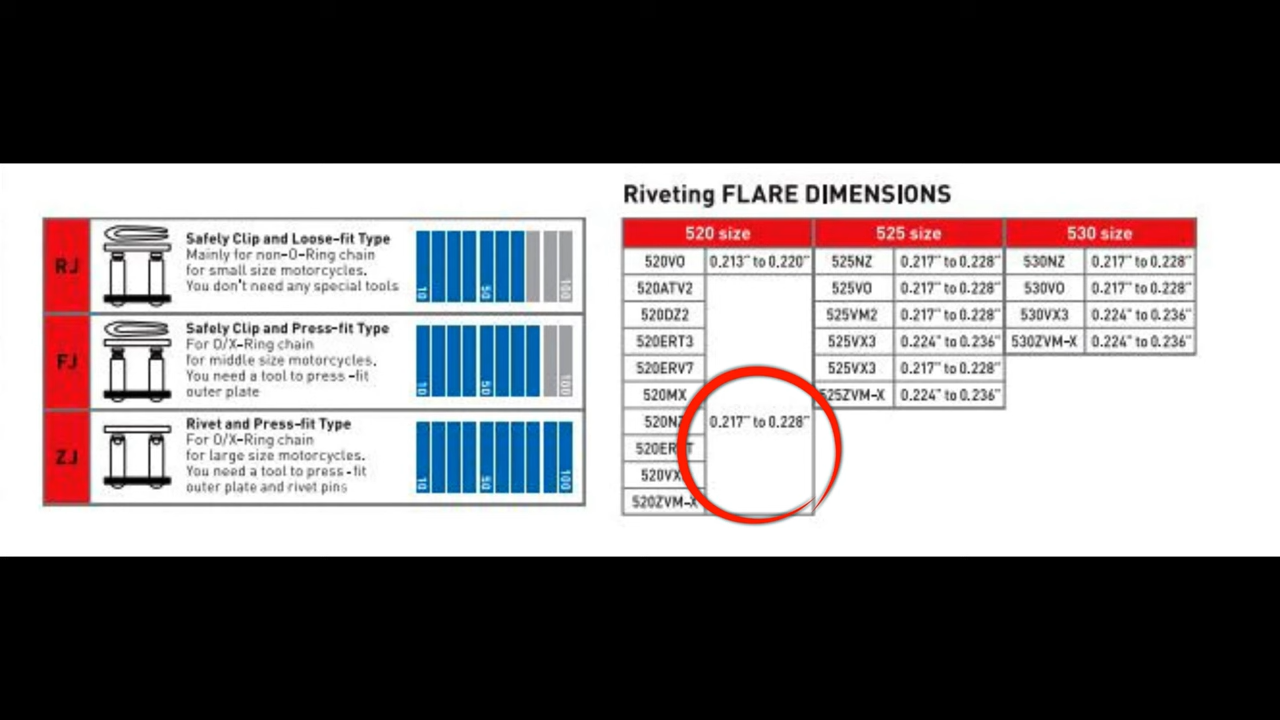 RJ
Safely Clip and Loose-fit Type
Mainly for non-O-Ring chain
for small size motorcycles.
You don't need any special tools
10 50 100
FJ
Safely Clip and Press-fit Type
For O/X-Ring chain
for middle size motorcycles.
You need a tool to press-fit
outer plate
10 50 100
ZJ
Rivet and Press-fit Type
For O/X-Ring chain
for large size motorcycles.
You need a tool to press-fit
outer plate and rivet pins
10 50 100
Riveting FLARE DIMENSIONS
520 size 525 size 530 size
520VO 0.213" to 0.220" 525NZ 0.217" to 0.228" 530NZ 0.217" to 0.228"
520ATV2 525VO 0.217" to 0.228" 530VO 0.217" to 0.228"
520DZ2 525VM2 0.217" to 0.228" 530VX3 0.224" to 0.236"
520ERT3 525VX3 0.224" to 0.236" 530ZVM-X 0.224" to 0.236"
520ERV7 525VX3 0.217" to 0.228"
520MX 525ZVM-X 0.224" to 0.236"
520NZ 0.217" to 0.228"
520VX
520ZVM-X